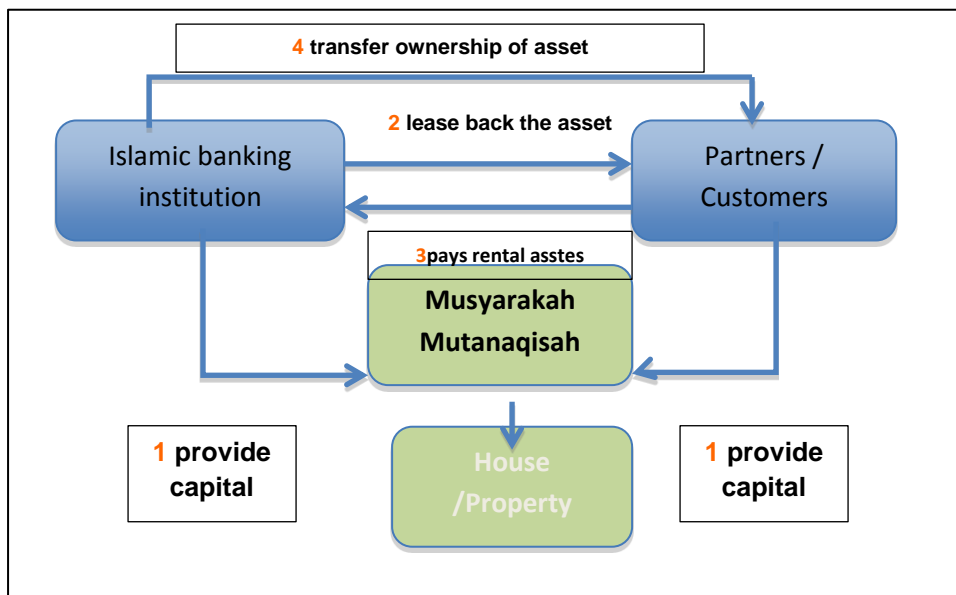 4 transfer ownership of asset
2 lease back the asset
Islamic banking
institution
Partners /
Customers
3pays rental asstes
Musyarakah
Mutanaqisah
1 provide
capital
House
/Property
1 provide
capital